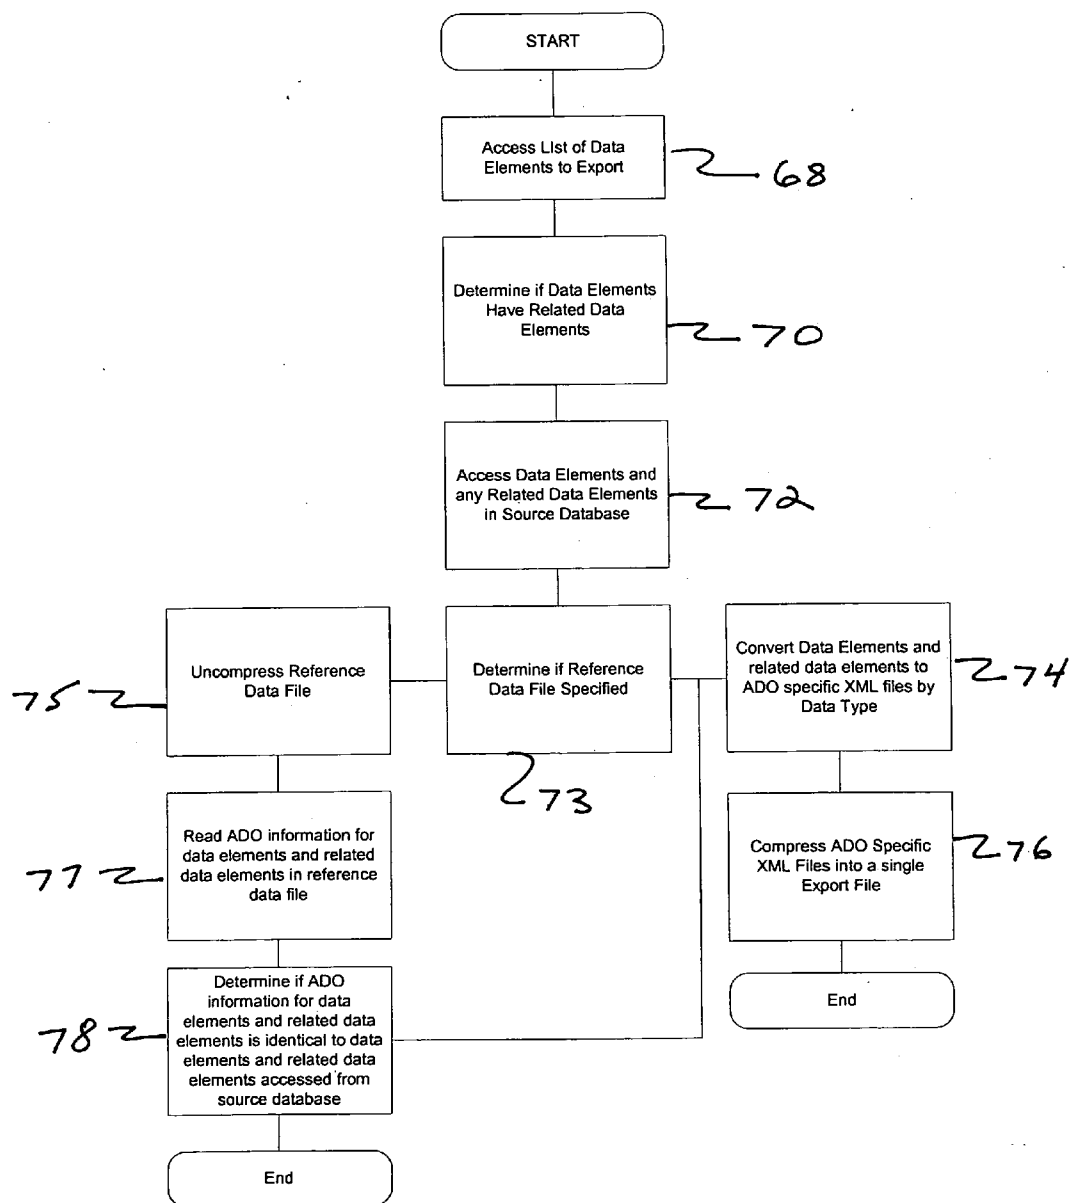 START
Access List of Data
Elements to Export
68
Determine if Data Elements
Have Related Data
Elements
70
Access Data Elements and
any Related Data Elements
in Source Database
72
Uncompress Reference
Data File
75
Determine if Reference
Data File Specified
73
Convert Data Elements and
related data elements to
ADO specific XML files by
Data Type
74
Read ADO information for
data elements and related
data elements in reference
data file
77
Compress ADO Specific
XML Files into a single
Export File
76
Determine if ADO
information for data
elements and related data
elements is identical to data
elements and related data
elements accessed from
source database
78
End
End